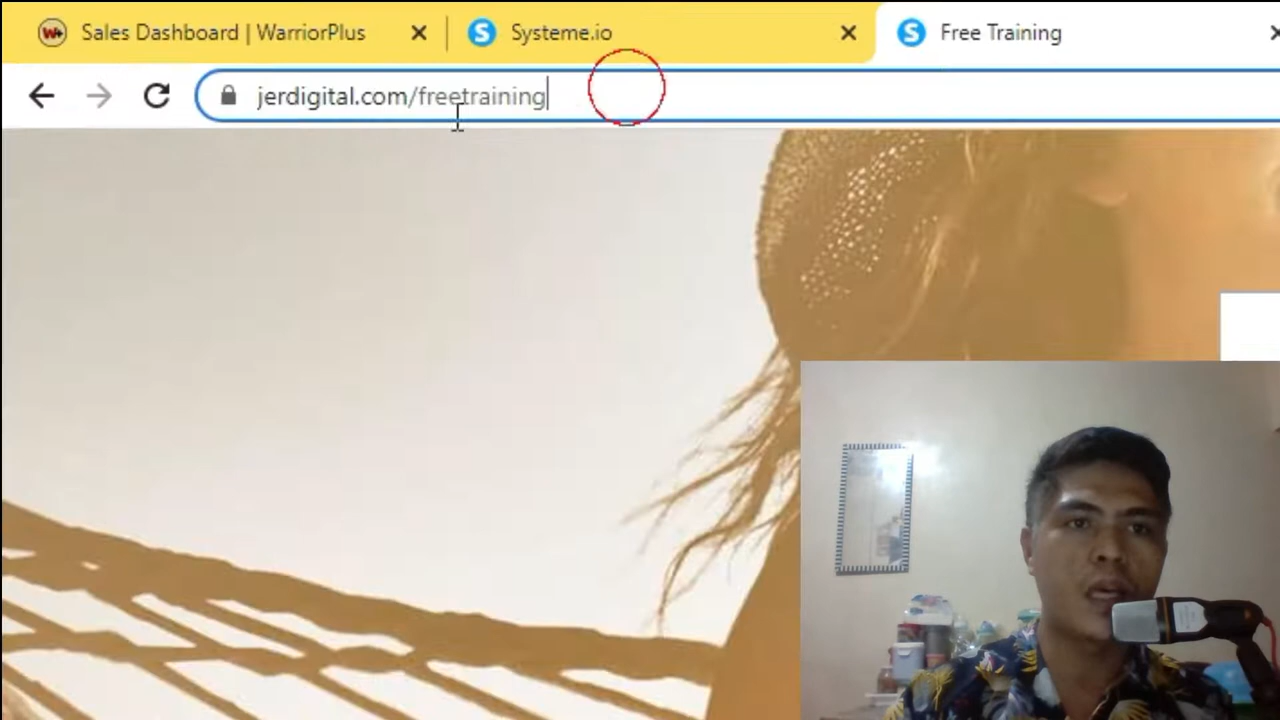 Sales Dashboard | WarriorPlus
Systeme.io
Free Training
jerdigital.com/freetraining